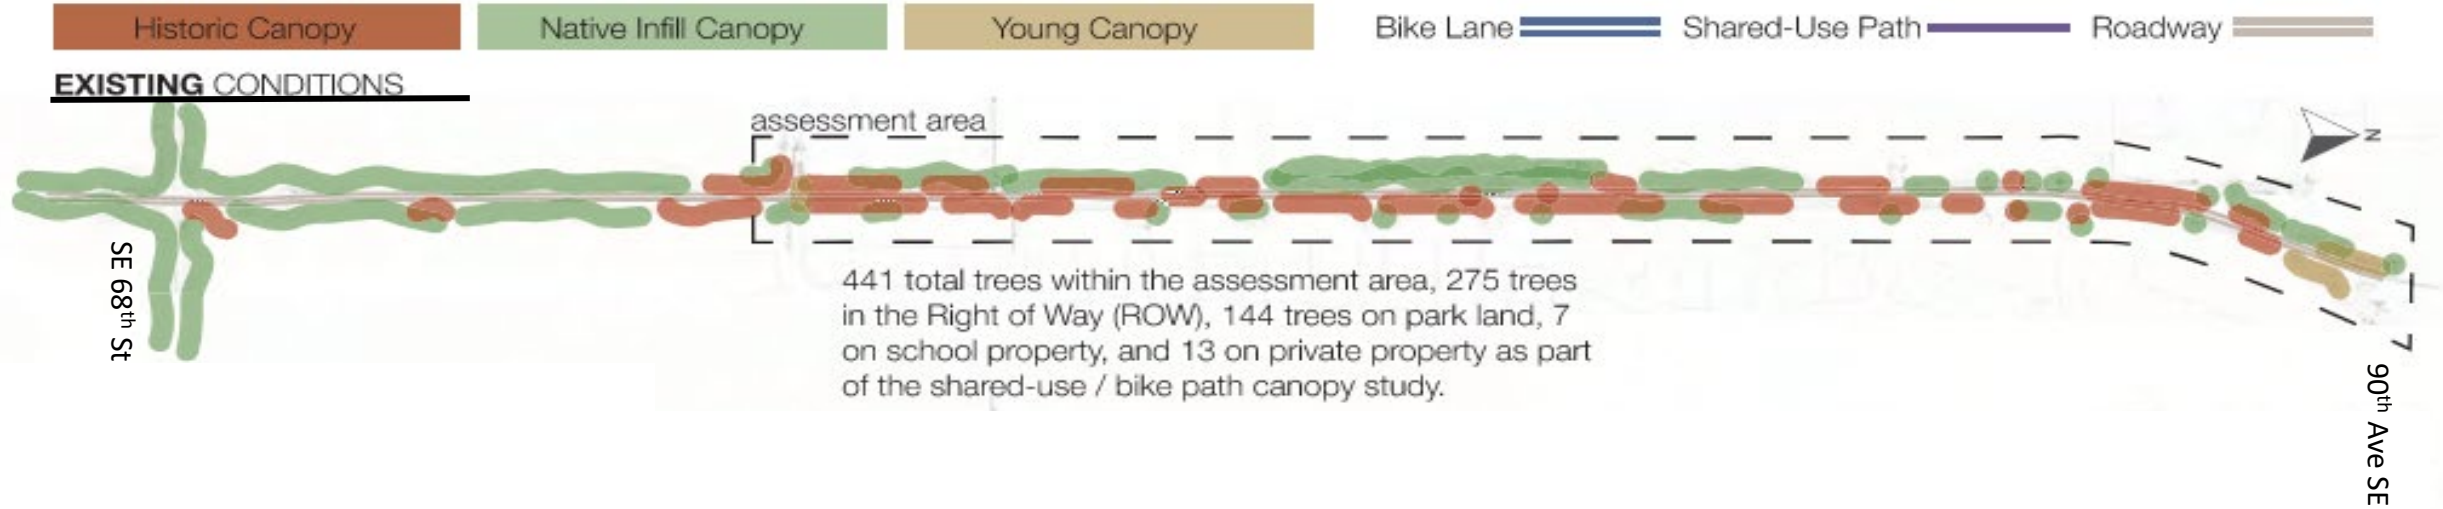 Historic Canopy Native Infill Canopy Young Canopy Bike Lane Shared-Use Path Roadway
EXISTING CONDITIONS
assessment area
N
SE 68th St
441 total trees within the assessment area, 275 trees
in the Right of Way (ROW), 144 trees on park land, 7
on school property, and 13 on private property as part
of the shared-use / bike path canopy study.
90th Ave SE